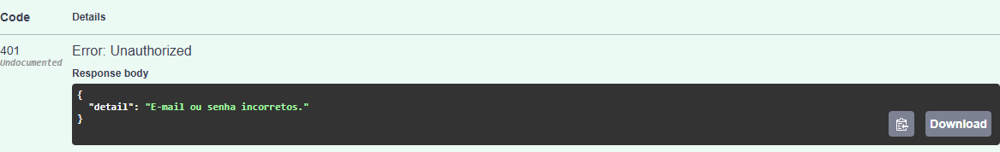 Code Details
401 Error: Unauthorized
Undocumented
Response body
{
  "detail": "E-mail ou senha incorretos."
}
Download